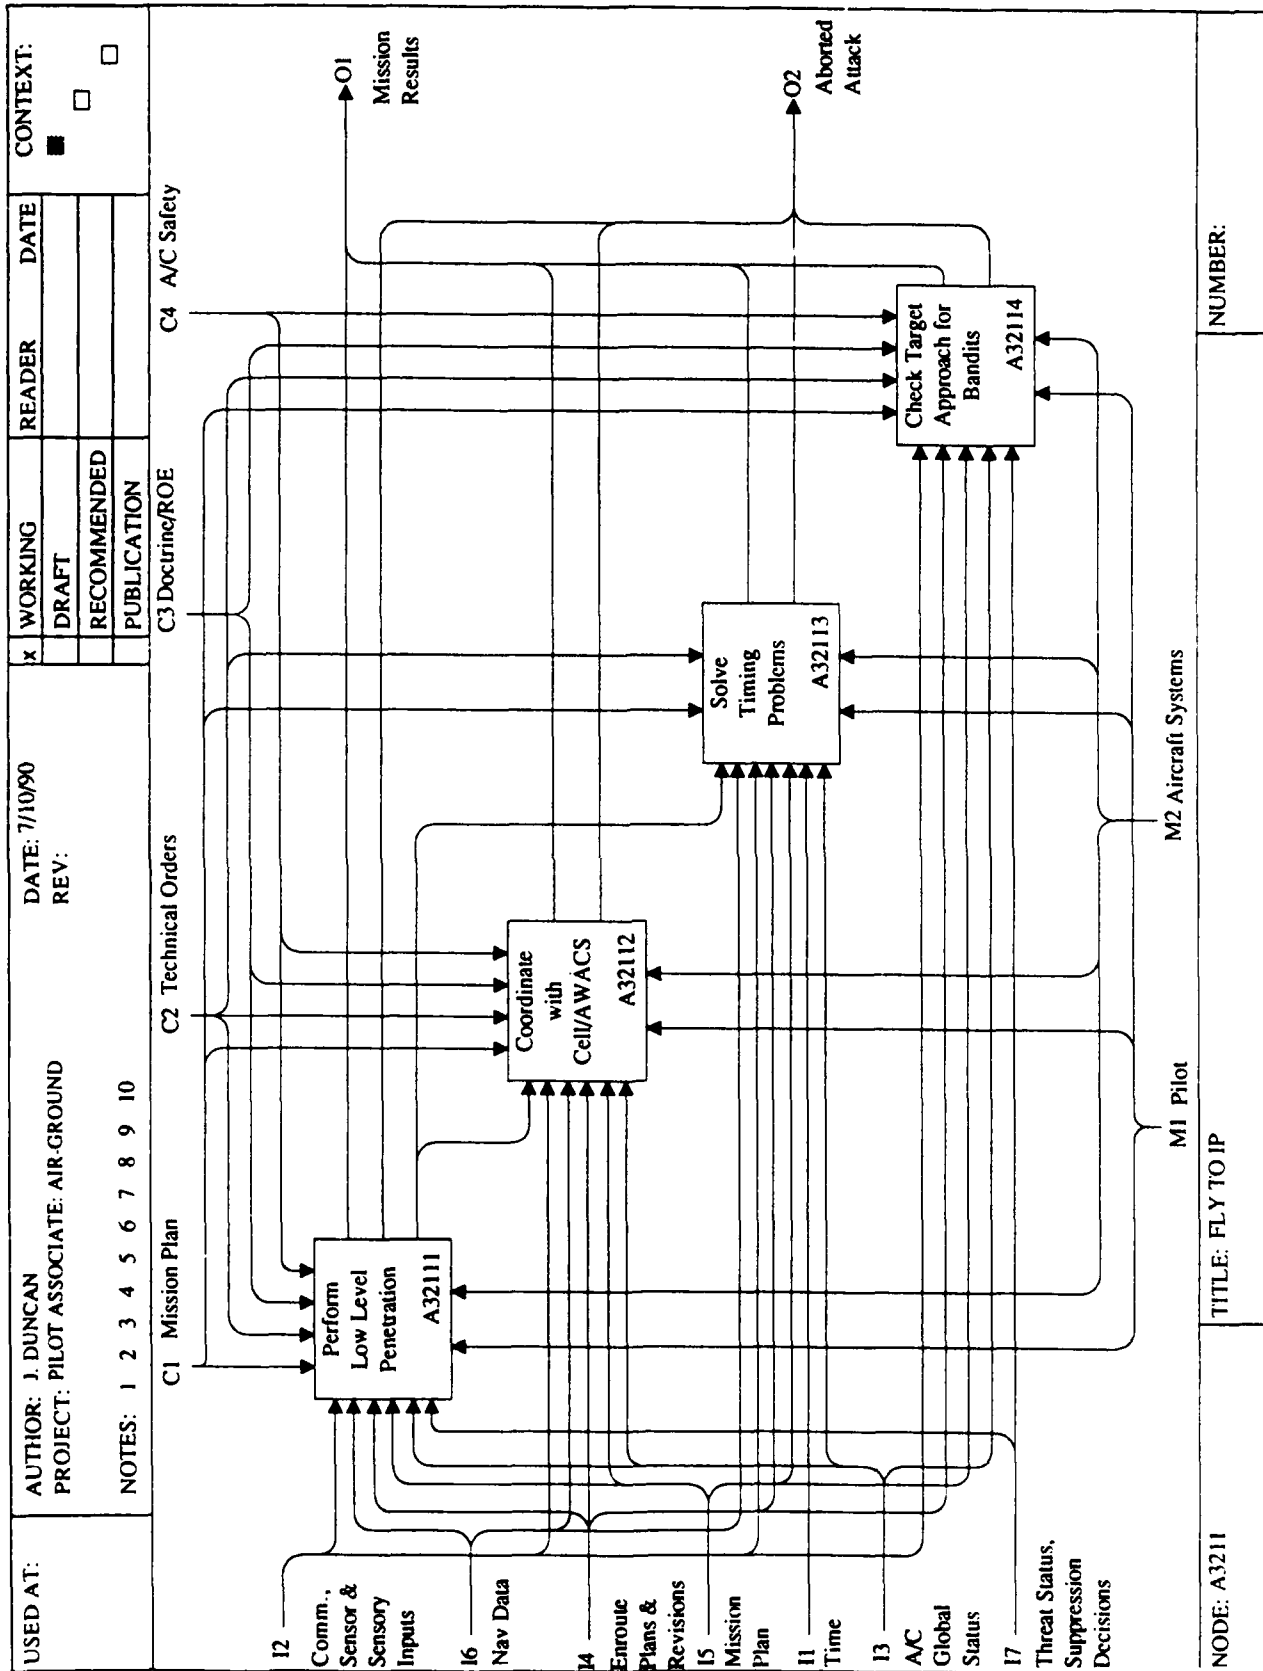 USED AT:
AUTHOR: J. DUNCAN
PROJECT: PILOT ASSOCIATE: AIR-GROUND
NOTES: 1 2 3 4 5 6 7 8 9 10
DATE: 7/10/90
REV:
x WORKING
DRAFT
RECOMMENDED
PUBLICATION
READER DATE
CONTEXT:
C1 Mission Plan
C2 Technical Orders
C3 Doctrine/ROE
C4 A/C Safety
I2
Comm.,
Sensor &
Sensory
Inputs
I6
Nav Data
I4
Enroute
Plans &
Revisions
I5
Mission
Plan
I1
Time
I3
A/C
Global
Status
I7
Threat Status,
Suppression
Decisions
Perform
Low Level
Penetration
A32111
Coordinate
with
Cell/AWACS
A32112
Solve
Timing
Problems
A32113
Check Target
Approach for
Bandits
A32114
O1
Mission
Results
O2
Aborted
Attack
M1 Pilot
M2 Aircraft Systems
NODE: A3211
TITLE: FLY TO IP
NUMBER: